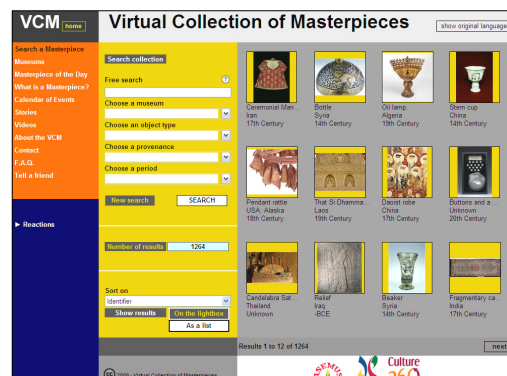 VCM home
Virtual Collection of Masterpieces
show original language
Search a Masterpiece
Museums
Masterpiece of the Day
What is a Masterpiece?
Calendar of Events
Stories
Videos
About the VCM
Contact
F.A.Q.
Tell a friend
► Reactions
Search collection
Free search ?
Choose a museum
Choose an object type
Choose a provenance
Choose a period
New search SEARCH
Number of results 1264
Sort on
Identifier
Show results On the lightbox
As a list
Ceremonial Man...
Iran
17th Century
Bottle
Syria
14th Century
Oil lamp
Algeria
19th Century
Stem cup
China
14th Century
Pendant rattle
USA, Alaska
18th Century
That Si Dhamma...
Laos
19th Century
Daoist robe
China
17th Century
Buttons and a ...
Unknown
20th Century
Candelabra Sat...
Thailand
Unknown
Relief
Iraq
-BCE
Beaker
Syria
14th Century
Fragmentary ca...
India
17th Century
Results 1 to 12 of 1264
next
cc 2009 - Virtual Collection of Masterpieces
Culture
360